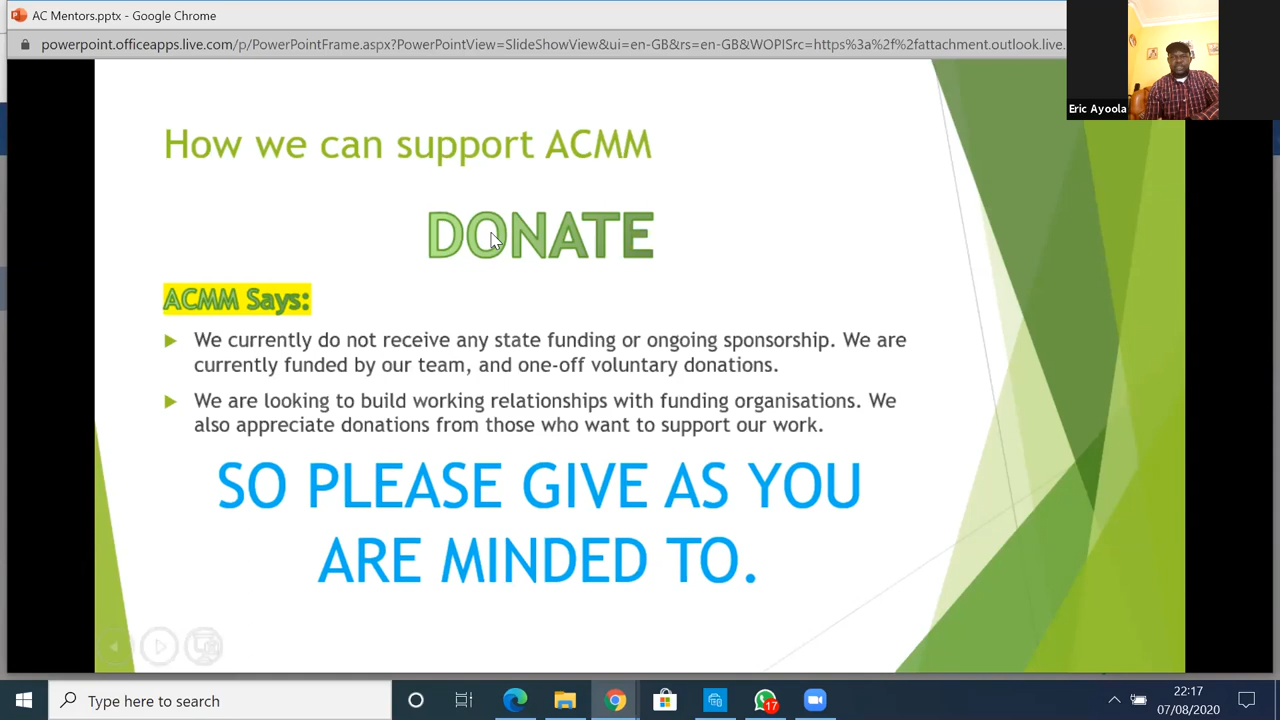 AC Mentors.pptx - Google Chrome
powerpoint.officeapps.live.com/p/PowerPointFrame.aspx?PowerPointView=SlideShowView&ui=en-GB&rs=en-GB&WOPISrc=https%3a%2f%2fattachment.outlook.live.
Eric Ayoola
How we can support ACMM
DONATE
ACMM Says:
We currently do not receive any state funding or ongoing sponsorship. We are
currently funded by our team, and one-off voluntary donations.
We are looking to build working relationships with funding organisations. We
also appreciate donations from those who want to support our work.
SO PLEASE GIVE AS YOU
ARE MINDED TO.
Type here to search
17
22:17
07/08/2020